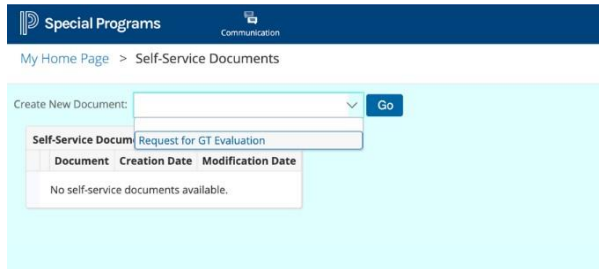 Special Programs
Communication
My Home Page > Self-Service Documents
Create New Document:
Go
Self-Service Docum
Request for GT Evaluation
Document Creation Date Modification Date
No self-service documents available.